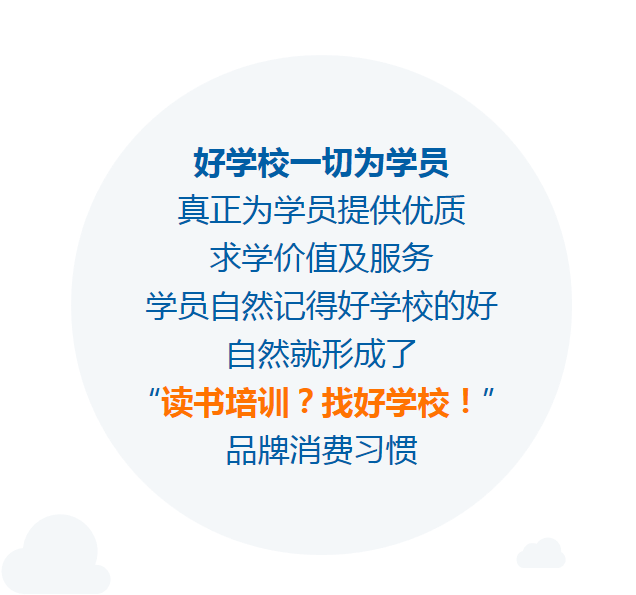 好学校一切为学员
真正为学员提供优质
求学价值及服务
学员自然记得好学校的好
自然就形成了
“读书培训？找好学校！”
品牌消费习惯